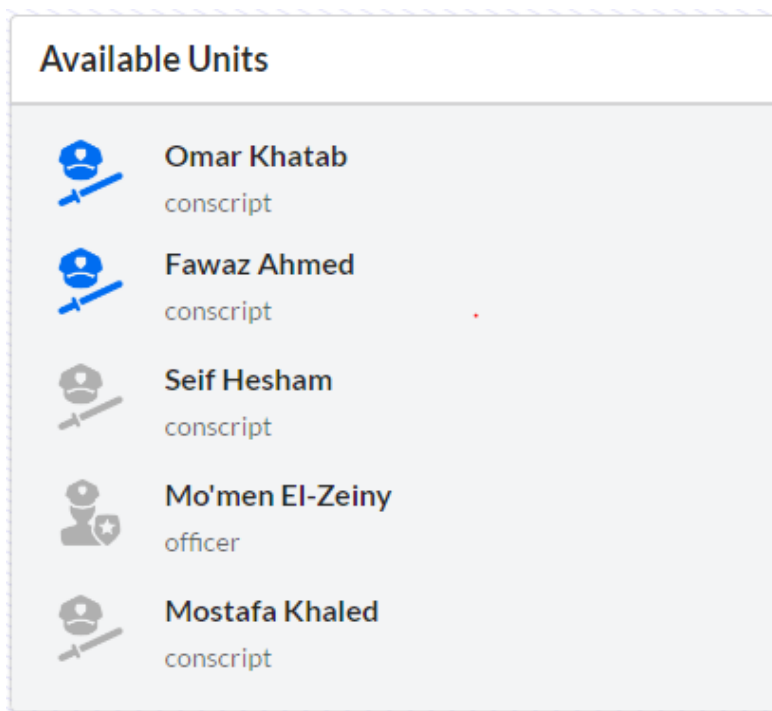 Available Units
Omar Khatab
conscript
Fawaz Ahmed
conscript
Seif Hesham
conscript
Mo'men El-Zeiny
officer
Mostafa Khaled
conscript